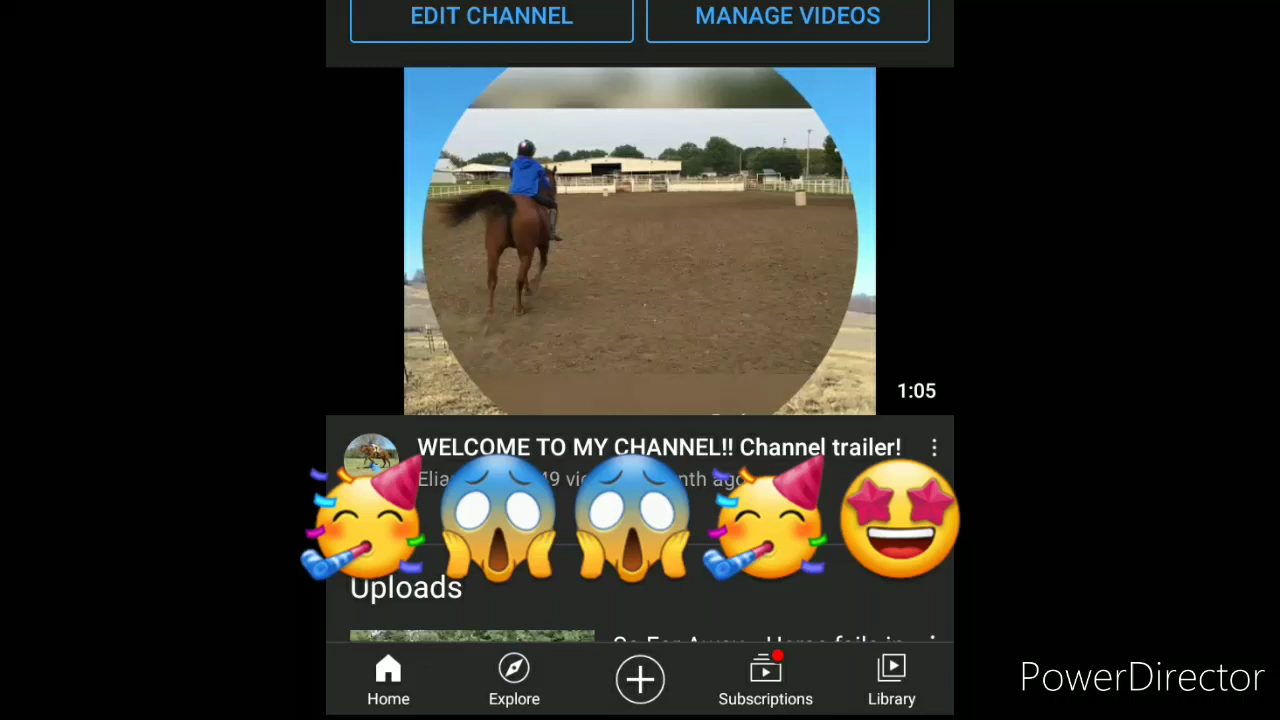 EDIT CHANNEL
MANAGE VIDEOS
1:05
WELCOME TO MY CHANNEL!! Channel trailer!
Uploads
Home
Explore
Subscriptions
Library
PowerDirector